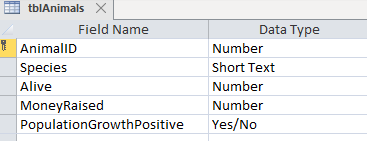 tblAnimals
Field Name Data Type
AnimalID Number
Species Short Text
Alive Number
MoneyRaised Number
PopulationGrowthPositive Yes/No